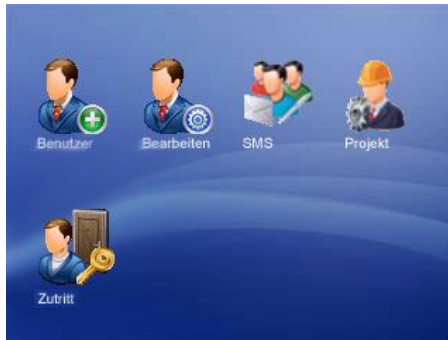 Benutzer
Bearbeiten
SMS
Projekt
Zutritt